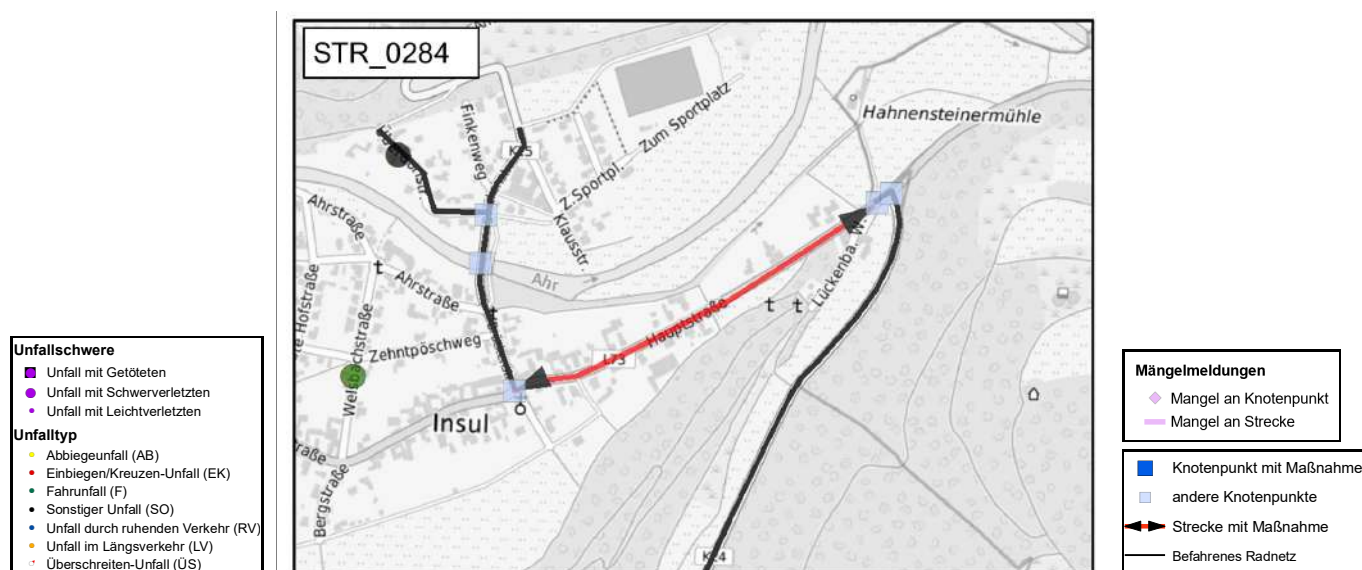 STR_0284
Hahnensteinermühle
Finkenweg
K25
Zum Sportplatz
Z.Sportpl.
Klausstr.
Ahrstraße
Ahrstraße
Ahr
Lückenba. W.
Hauptstraße
L73
Zehntpöschweg
Welsbachstraße
Hofstraße
Insul
Bergstraße
K24
Unfallschwere
Unfall mit Getöteten
Unfall mit Schwerverletzten
Unfall mit Leichtverletzten
Unfalltyp
Abbiegeunfall (AB)
Einbiegen/Kreuzen-Unfall (EK)
Fahrunfall (F)
Sonstiger Unfall (SO)
Unfall durch ruhenden Verkehr (RV)
Unfall im Längsverkehr (LV)
Überschreiten-Unfall (ÜS)
Mängelmeldungen
Mangel an Knotenpunkt
Mangel an Strecke
Knotenpunkt mit Maßnahme
andere Knotenpunkte
Strecke mit Maßnahme
Befahrenes Radnetz